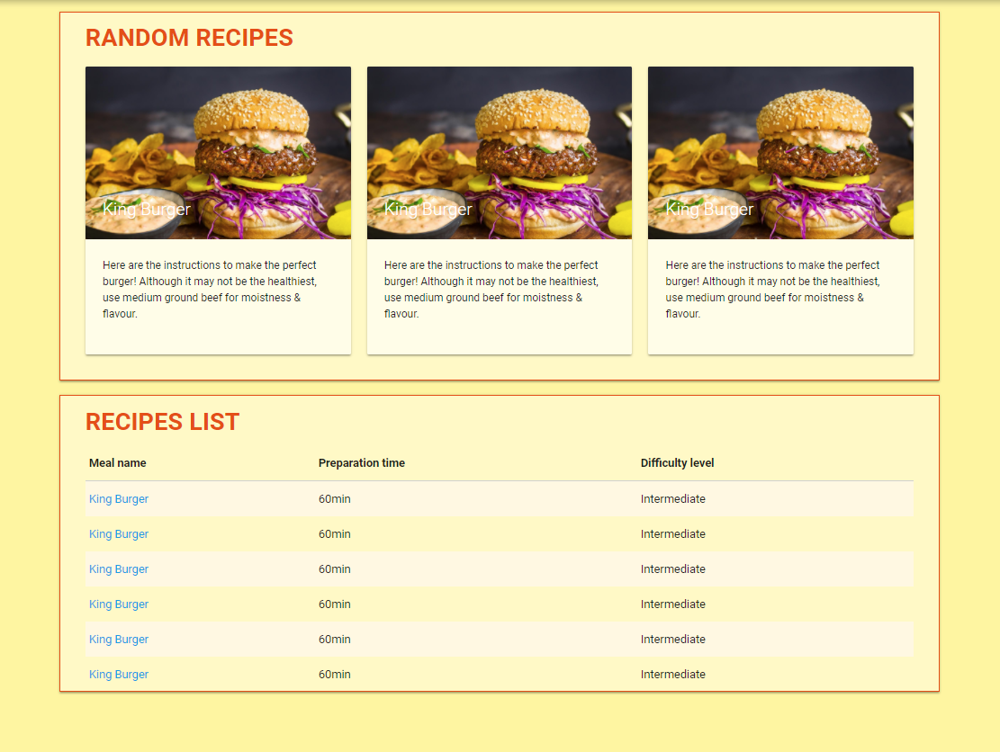 RANDOM RECIPES
King Burger King Burger King Burger
Here are the instructions to make the perfect
burger! Although it may not be the healthiest,
use medium ground beef for moistness &
flavour.
Here are the instructions to make the perfect
burger! Although it may not be the healthiest,
use medium ground beef for moistness &
flavour.
Here are the instructions to make the perfect
burger! Although it may not be the healthiest,
use medium ground beef for moistness &
flavour.
RECIPES LIST
Meal name Preparation time Difficulty level
King Burger 60min Intermediate
King Burger 60min Intermediate
King Burger 60min Intermediate
King Burger 60min Intermediate
King Burger 60min Intermediate
King Burger 60min Intermediate